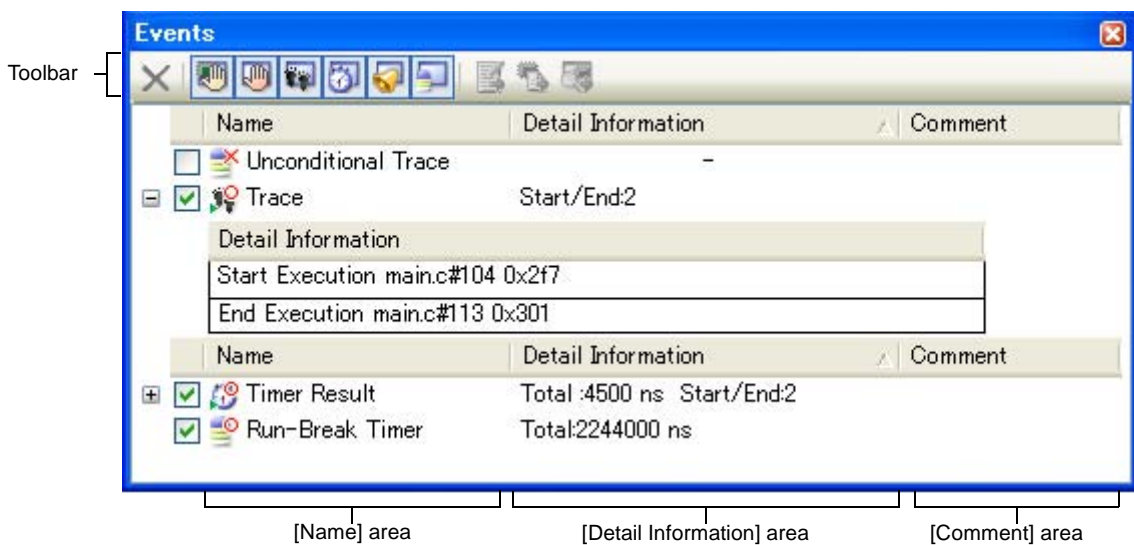 Events
Toolbar
Name Detail Information Comment
Unconditional Trace -
Trace Start/End:2
Detail Information
Start Execution main.c#104 0x2f7
End Execution main.c#113 0x301
Name Detail Information Comment
Timer Result Total :4500 ns Start/End:2
Run-Break Timer Total:2244000 ns
[Name] area [Detail Information] area [Comment] area